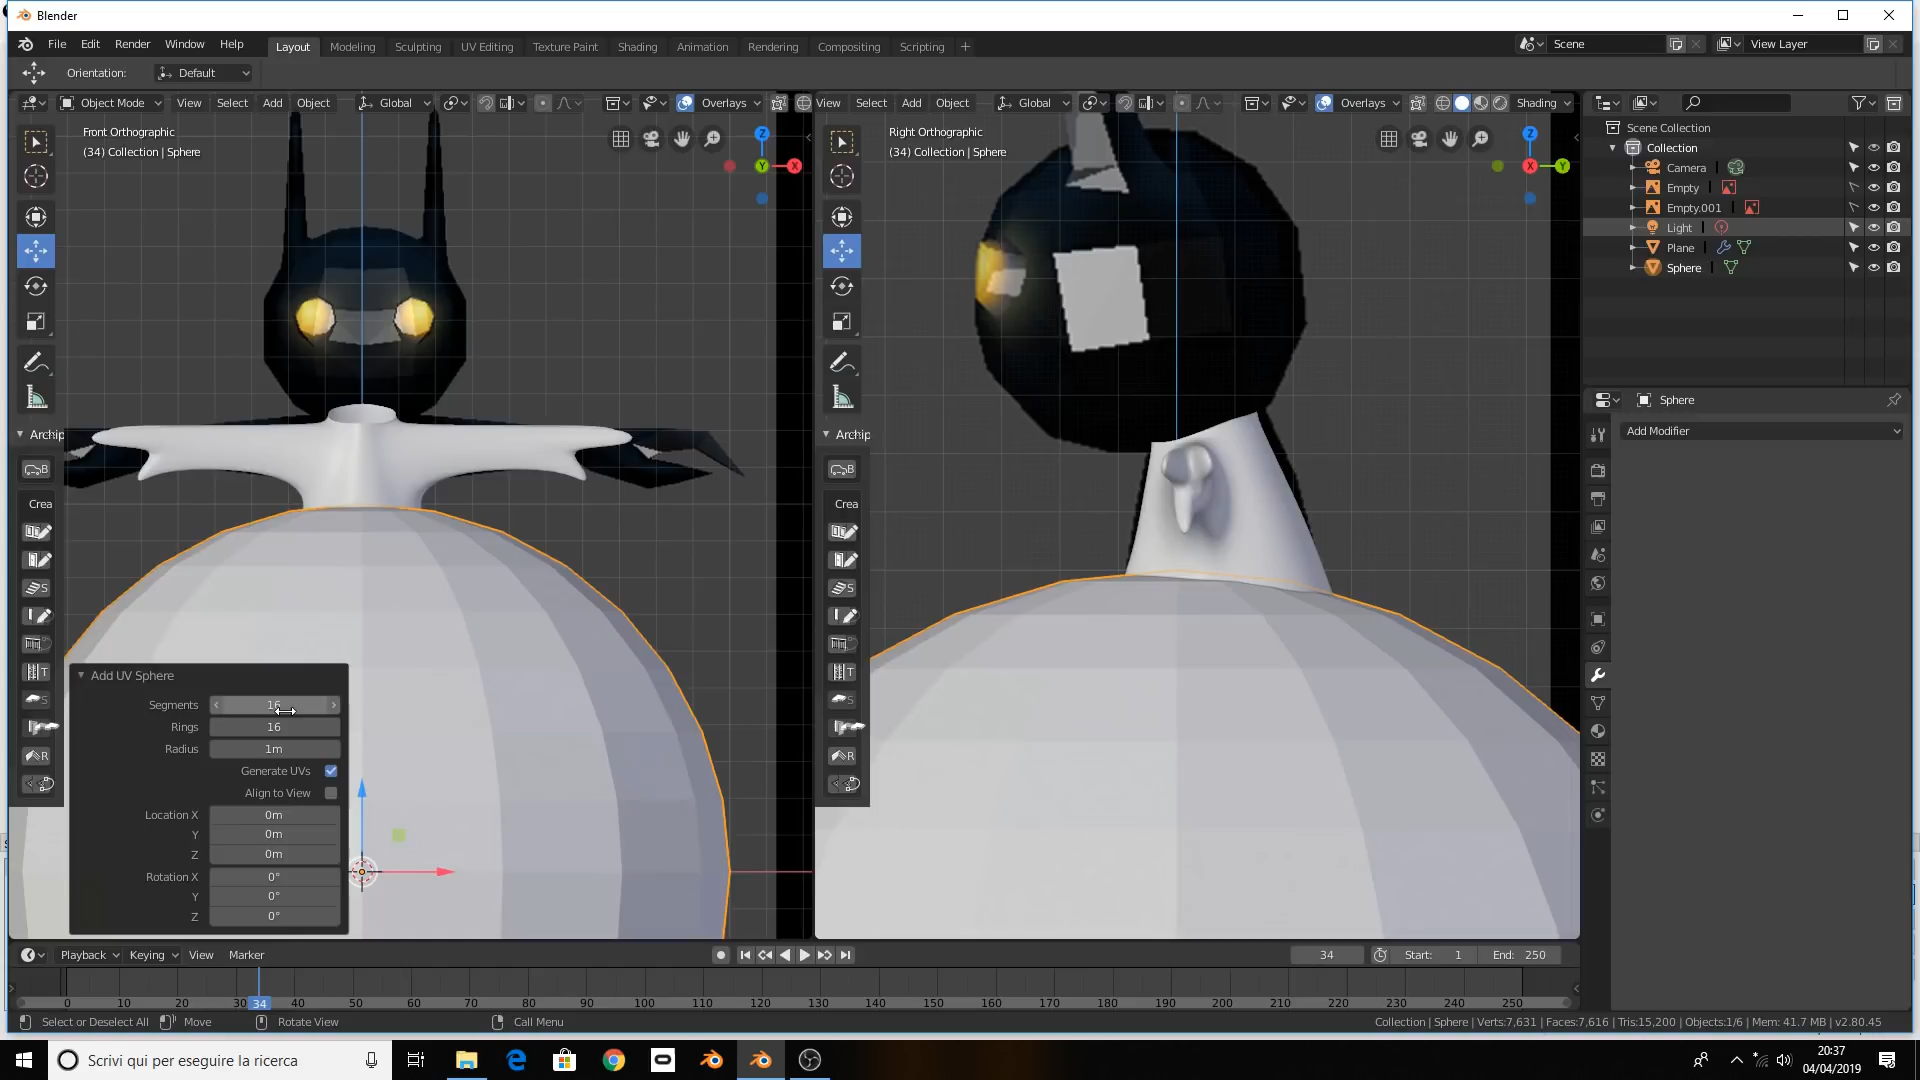 Blender
File Edit Render Window Help
Layout Modeling Sculpting UV Editing Texture Paint Shading Animation Rendering Compositing Scripting +
Scene
View Layer
Orientation: Default
Object Mode View Select Add Object Global Overlays
View Select Add Object Global Overlays Shading
Front Orthographic
(34) Collection | Sphere
Z
Y
X
Right Orthographic
(34) Collection | Sphere
Z
X
Y
Scene Collection
Collection
Camera
Empty
Empty.001
Light
Plane
Sphere
Sphere
Add Modifier
Archip
B
Crea
S
T
S
R
Archip
B
Crea
S
T
S
R
Add UV Sphere
Segments 16
Rings 16
Radius 1m
Generate UVs
Align to View
Location X 0m
Y 0m
Z 0m
Rotation X 0°
Y 0°
Z 0°
Playback Keying View Marker
34 Start: 1 End: 250
0 10 20 30 34 40 50 60 70 80 90 100 110 120 130 140 150 160 170 180 190 200 210 220 230 240 250
Select or Deselect All Move Rotate View Call Menu
Collection | Sphere | Verts:7,631 | Faces:7,616 | Tris:15,200 | Objects:1/6 | Mem: 41.7 MB | v2.80.45
Scrivi qui per eseguire la ricerca
20:37
04/04/2019